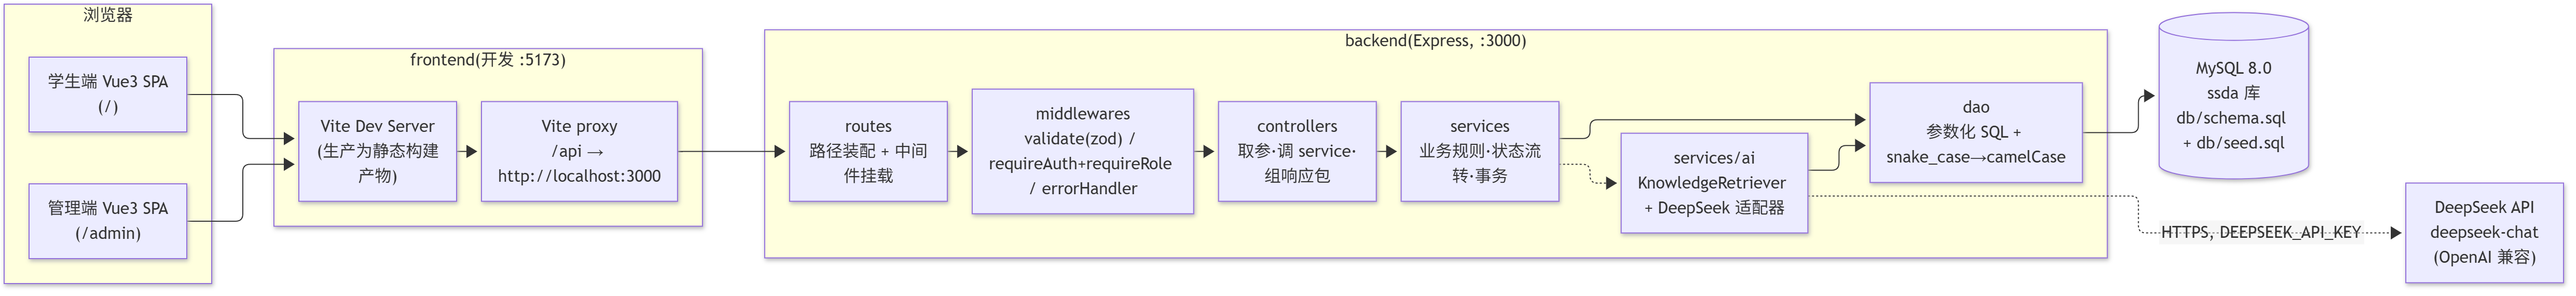 浏览器
学生端 Vue3 SPA
(/)
管理端 Vue3 SPA
(/admin)
frontend(开发 :5173)
Vite Dev Server
(生产为静态构建
产物)
Vite proxy
/api →
http://localhost:3000
backend(Express, :3000)
routes
路径装配 + 中间
件挂载
middlewares
validate(zod) /
requireAuth+requireRole
/ errorHandler
controllers
取参·调 service·
组响应包
services
业务规则·状态流
转·事务
services/ai
KnowledgeRetriever
+ DeepSeek 适配器
dao
参数化 SQL +
snake_case→camelCase
MySQL 8.0
ssda 库
db/schema.sql
+ db/seed.sql
HTTPS, DEEPSEEK_API_KEY
DeepSeek API
deepseek-chat
(OpenAI 兼容)